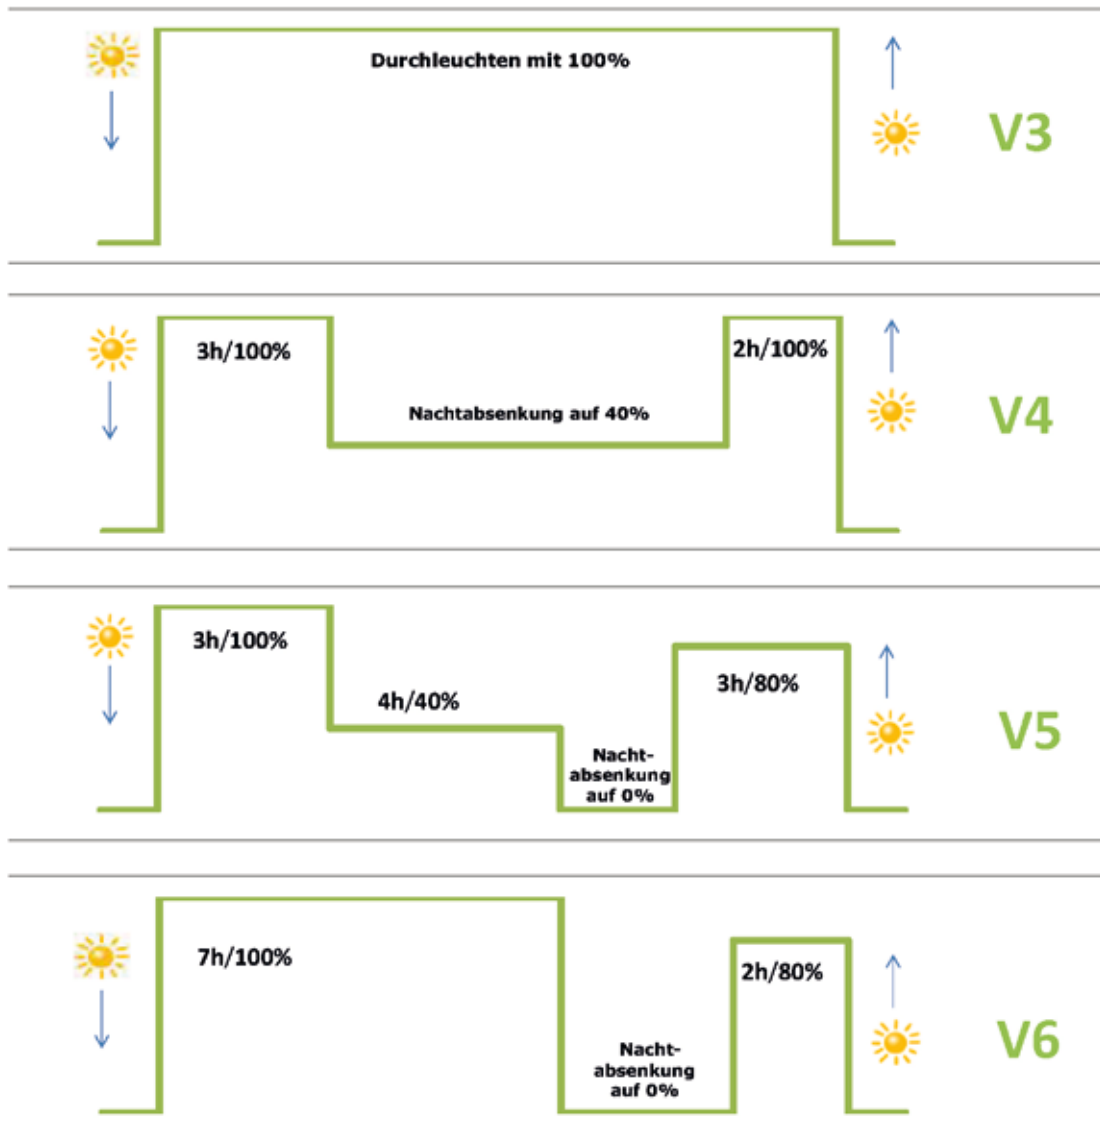 Durchleuchten mit 100%
V3
3h/100%
2h/100%
Nachtabsenkung auf 40%
V4
3h/100%
4h/40%
3h/80%
Nacht-
absenkung
auf 0%
V5
7h/100%
2h/80%
Nacht-
absenkung
auf 0%
V6